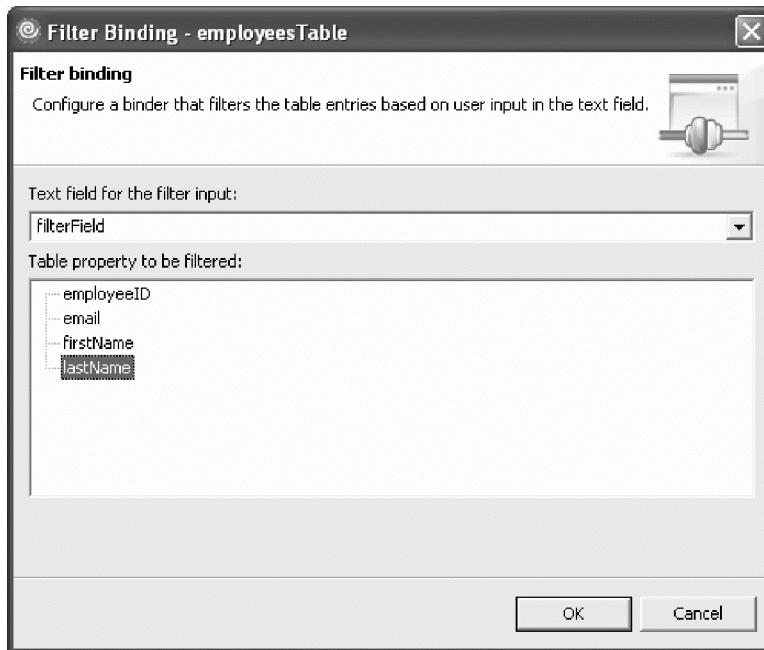 Filter Binding - employeesTable
Filter binding
Configure a binder that filters the table entries based on user input in the text field.
Text field for the filter input:
filterField
Table property to be filtered:
employeeID
email
firstName
lastName
OK
Cancel